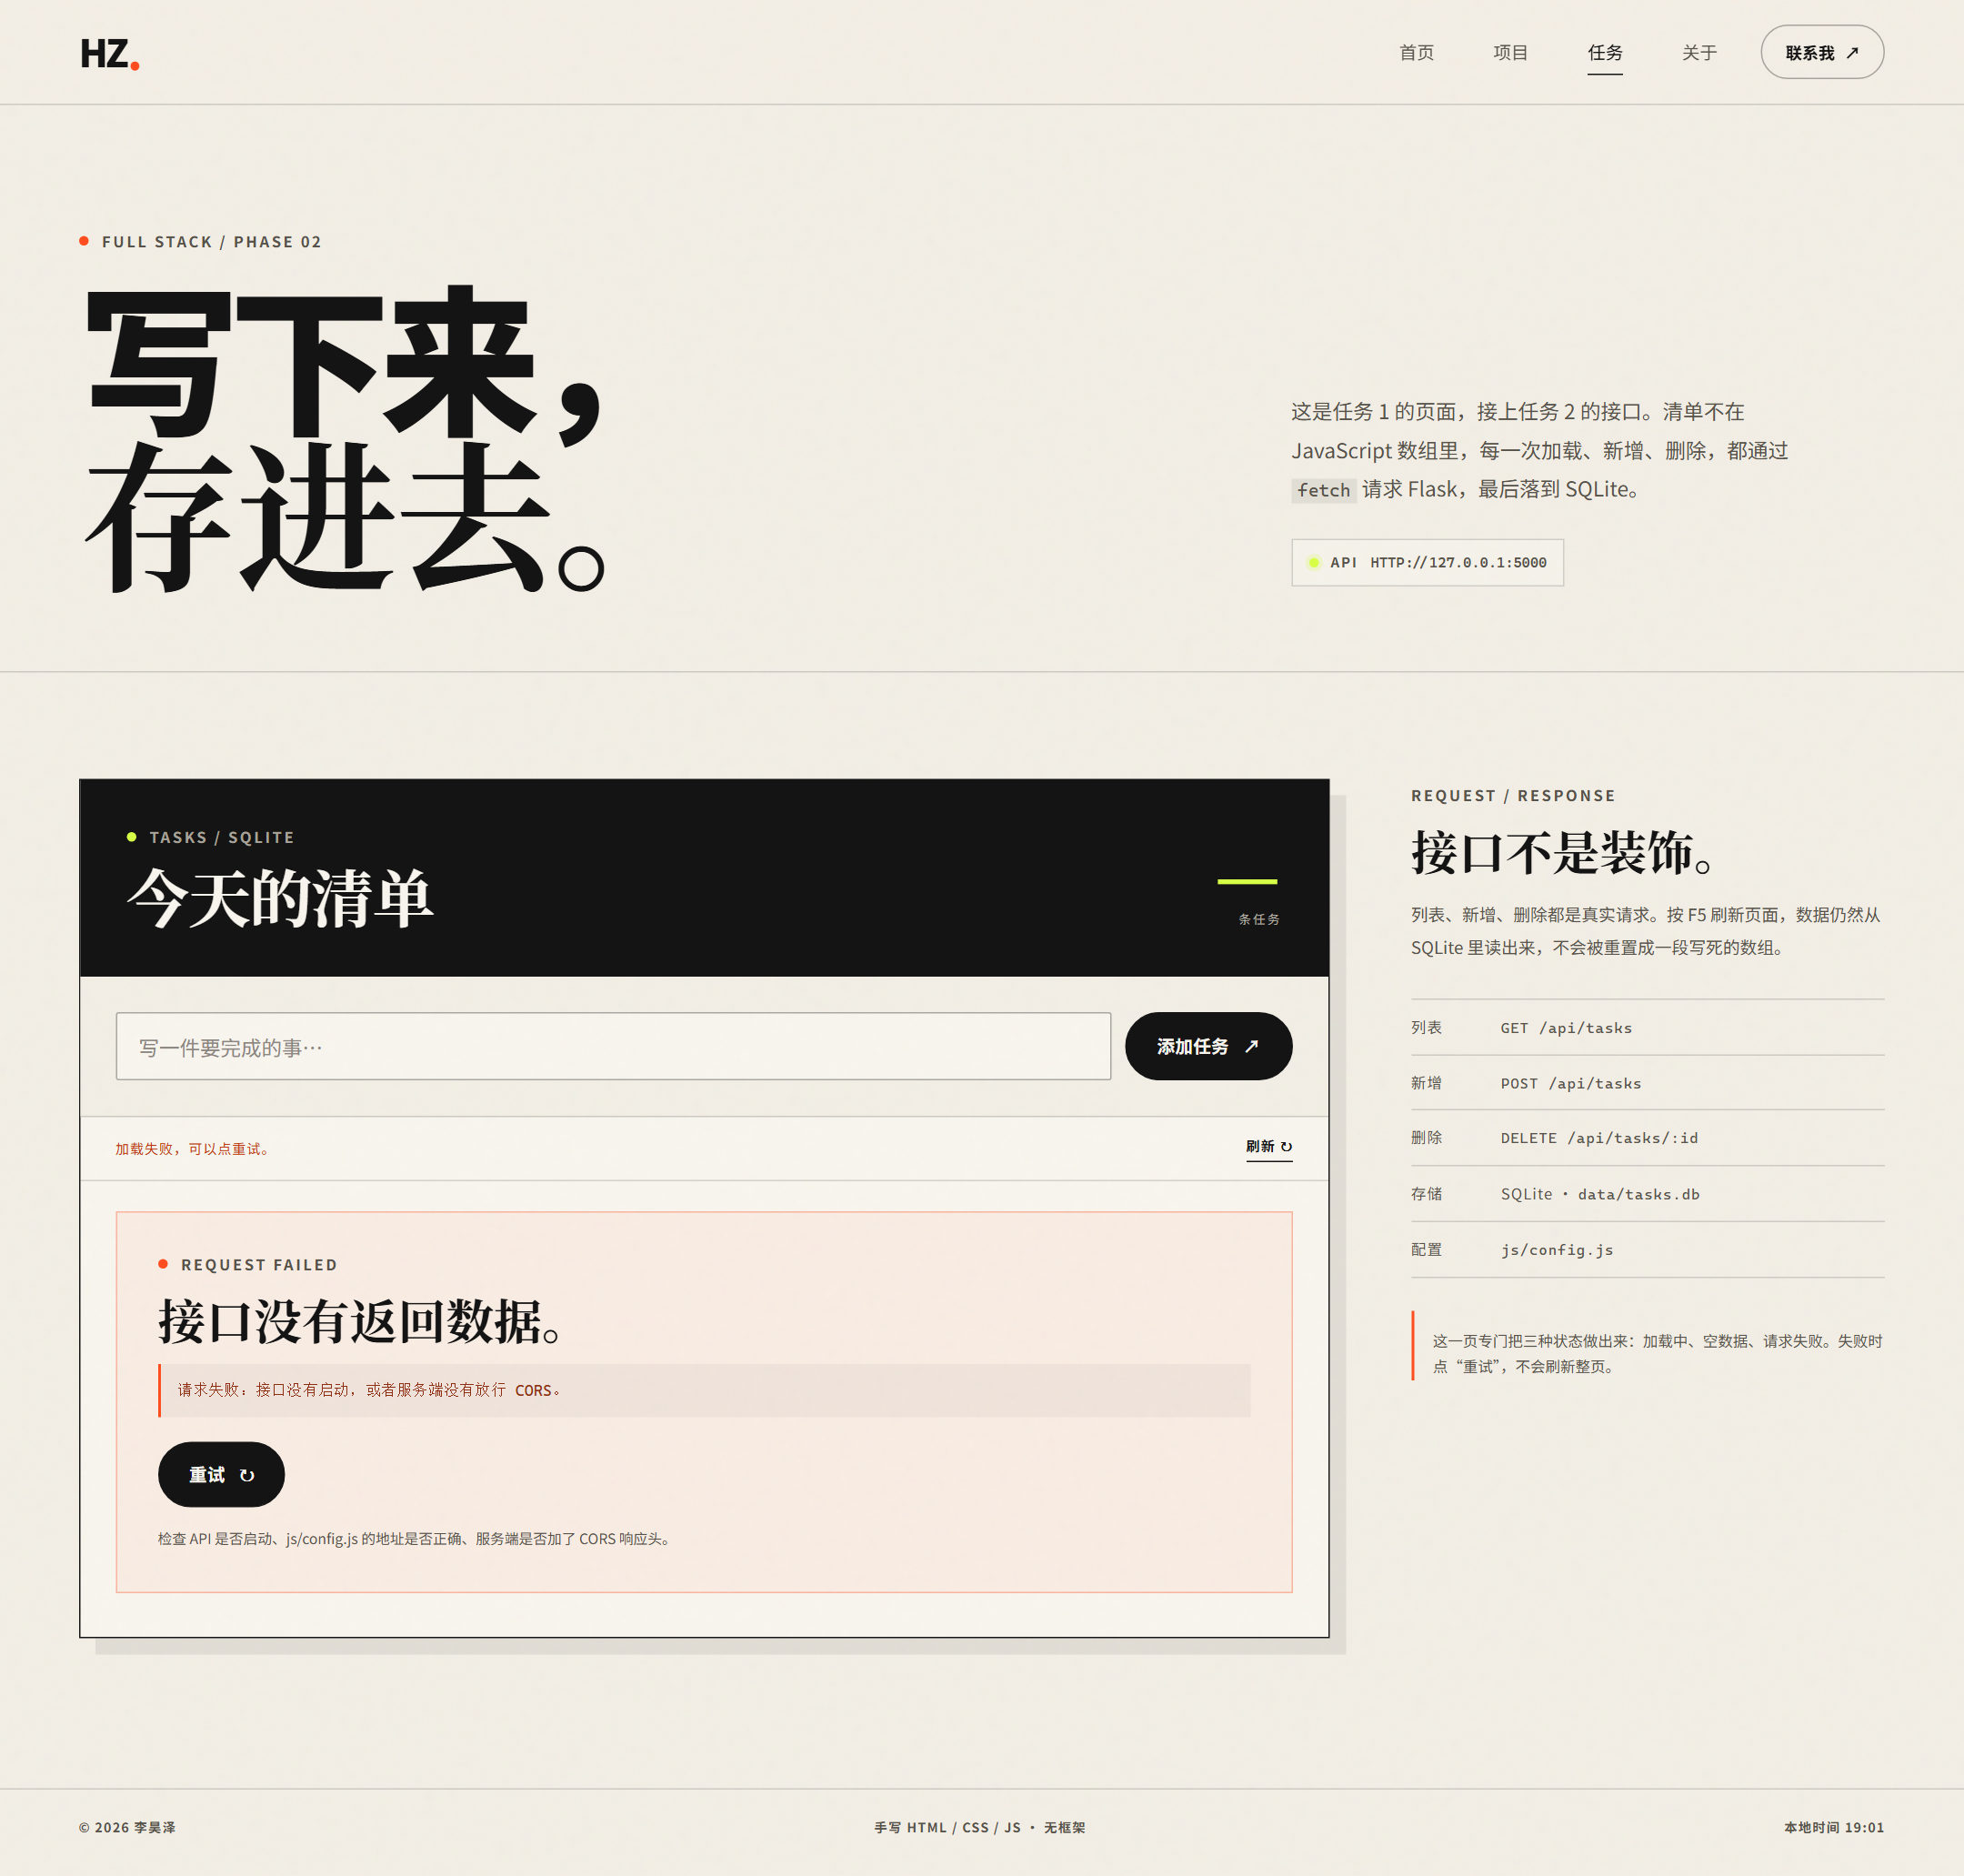 HZ.
首页 项目 任务 关于 联系我 ↗
FULL STACK / PHASE 02
写下来，
存进去。
这是任务 1 的页面，接上任务 2 的接口。清单不在
JavaScript 数组里，每一次加载、新增、删除，都通过
fetch 请求 Flask，最后落到 SQLite。
API HTTP://127.0.0.1:5000
TASKS / SQLITE
今天的清单
—
条任务
写一件要完成的事…
添加任务 ↗
加载失败，可以点重试。
刷新 ↻
REQUEST FAILED
接口没有返回数据。
请求失败：接口没有启动，或者服务端没有放行 CORS。
重试 ↻
检查 API 是否启动、js/config.js 的地址是否正确、服务端是否加了 CORS 响应头。
REQUEST / RESPONSE
接口不是装饰。
列表、新增、删除都是真实请求。按 F5 刷新页面，数据仍然从
SQLite 里读出来，不会被重置成一段写死的数组。
列表 GET /api/tasks
新增 POST /api/tasks
删除 DELETE /api/tasks/:id
存储 SQLite · data/tasks.db
配置 js/config.js
这一页专门把三种状态做出来：加载中、空数据、请求失败。失败时
点“重试”，不会刷新整页。
© 2026 李昊泽
手写 HTML / CSS / JS · 无框架
本地时间 19:01